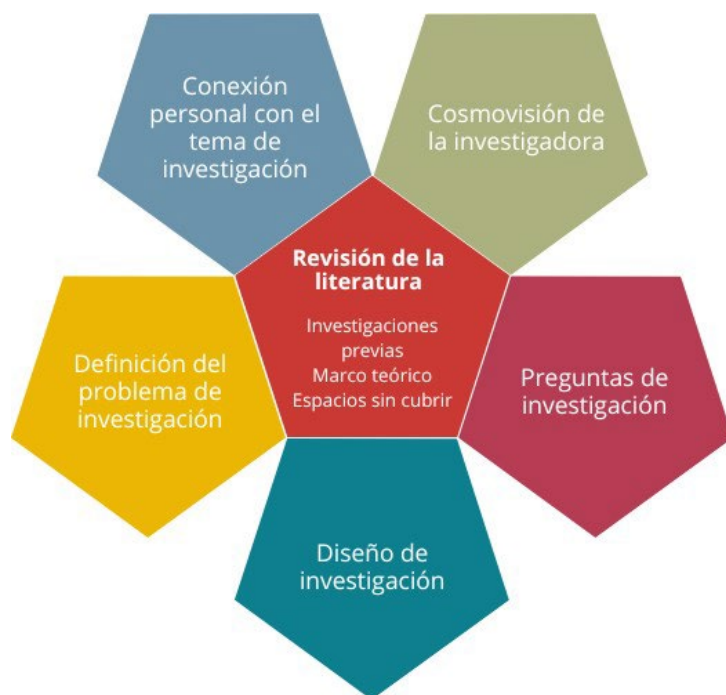 Conexión
personal con el
tema de
investigación
Cosmovisión de
la investigadora
Revisión de la
literatura
Investigaciones
previas
Marco teórico
Espacios sin cubrir
Definición del
problema de
investigación
Preguntas de
investigación
Diseño de
investigación